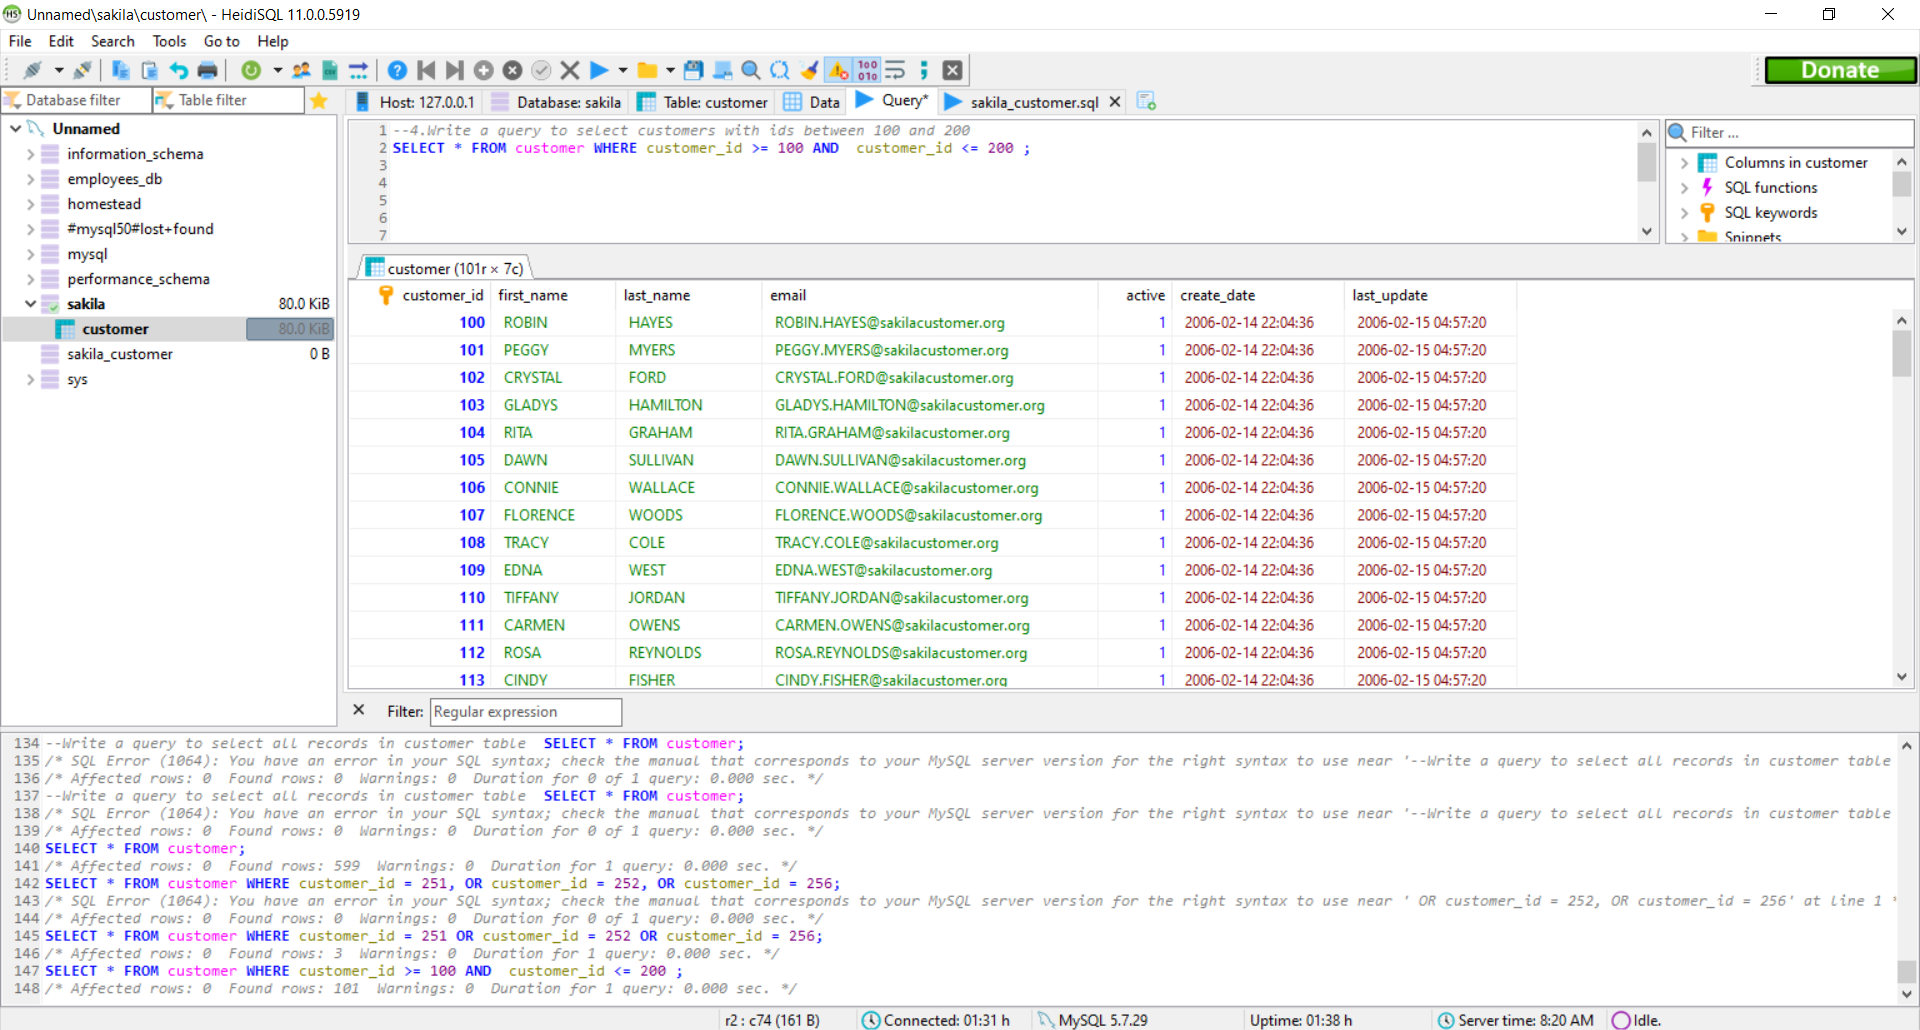 Unnamed\sakila\customer\ - HeidiSQL 11.0.0.5919
File Edit Search Tools Go to Help
Donate
Database filter Table filter
Host: 127.0.0.1 Database: sakila Table: customer Data Query* sakila_customer.sql
Unnamed
information_schema
employees_db
homestead
#mysql50#lost+found
mysql
performance_schema
sakila 80.0 KiB
customer 80.0 KiB
sakila_customer 0 B
sys
1 --4.Write a query to select customers with ids between 100 and 200
2 SELECT * FROM customer WHERE customer_id >= 100 AND  customer_id <= 200 ;
3
4
5
6
7
Filter ...
Columns in customer
SQL functions
SQL keywords
Snippets
customer (101r × 7c)
customer_id first_name last_name email active create_date last_update
100 ROBIN HAYES ROBIN.HAYES@sakilacustomer.org 1 2006-02-14 22:04:36 2006-02-15 04:57:20
101 PEGGY MYERS PEGGY.MYERS@sakilacustomer.org 1 2006-02-14 22:04:36 2006-02-15 04:57:20
102 CRYSTAL FORD CRYSTAL.FORD@sakilacustomer.org 1 2006-02-14 22:04:36 2006-02-15 04:57:20
103 GLADYS HAMILTON GLADYS.HAMILTON@sakilacustomer.org 1 2006-02-14 22:04:36 2006-02-15 04:57:20
104 RITA GRAHAM RITA.GRAHAM@sakilacustomer.org 1 2006-02-14 22:04:36 2006-02-15 04:57:20
105 DAWN SULLIVAN DAWN.SULLIVAN@sakilacustomer.org 1 2006-02-14 22:04:36 2006-02-15 04:57:20
106 CONNIE WALLACE CONNIE.WALLACE@sakilacustomer.org 1 2006-02-14 22:04:36 2006-02-15 04:57:20
107 FLORENCE WOODS FLORENCE.WOODS@sakilacustomer.org 1 2006-02-14 22:04:36 2006-02-15 04:57:20
108 TRACY COLE TRACY.COLE@sakilacustomer.org 1 2006-02-14 22:04:36 2006-02-15 04:57:20
109 EDNA WEST EDNA.WEST@sakilacustomer.org 1 2006-02-14 22:04:36 2006-02-15 04:57:20
110 TIFFANY JORDAN TIFFANY.JORDAN@sakilacustomer.org 1 2006-02-14 22:04:36 2006-02-15 04:57:20
111 CARMEN OWENS CARMEN.OWENS@sakilacustomer.org 1 2006-02-14 22:04:36 2006-02-15 04:57:20
112 ROSA REYNOLDS ROSA.REYNOLDS@sakilacustomer.org 1 2006-02-14 22:04:36 2006-02-15 04:57:20
113 CINDY FISHER CINDY.FISHER@sakilacustomer.org 1 2006-02-14 22:04:36 2006-02-15 04:57:20
Filter: Regular expression
134 --Write a query to select all records in customer table  SELECT * FROM customer;
135 /* SQL Error (1064): You have an error in your SQL syntax; check the manual that corresponds to your MySQL server version for the right syntax to use near '--Write a query to select all records in customer table
136 /* Affected rows: 0  Found rows: 0  Warnings: 0  Duration for 0 of 1 query: 0.000 sec. */
137 --Write a query to select all records in customer table  SELECT * FROM customer;
138 /* SQL Error (1064): You have an error in your SQL syntax; check the manual that corresponds to your MySQL server version for the right syntax to use near '--Write a query to select all records in customer table
139 /* Affected rows: 0  Found rows: 0  Warnings: 0  Duration for 0 of 1 query: 0.000 sec. */
140 SELECT * FROM customer;
141 /* Affected rows: 0  Found rows: 599  Warnings: 0  Duration for 1 query: 0.000 sec. */
142 SELECT * FROM customer WHERE customer_id = 251, OR customer_id = 252, OR customer_id = 256;
143 /* SQL Error (1064): You have an error in your SQL syntax; check the manual that corresponds to your MySQL server version for the right syntax to use near ' OR customer_id = 252, OR customer_id = 256' at line 1 *
144 /* Affected rows: 0  Found rows: 0  Warnings: 0  Duration for 0 of 1 query: 0.000 sec. */
145 SELECT * FROM customer WHERE customer_id = 251 OR customer_id = 252 OR customer_id = 256;
146 /* Affected rows: 0  Found rows: 3  Warnings: 0  Duration for 1 query: 0.000 sec. */
147 SELECT * FROM customer WHERE customer_id >= 100 AND  customer_id <= 200 ;
148 /* Affected rows: 0  Found rows: 101  Warnings: 0  Duration for 1 query: 0.000 sec. */
r2 : c74 (161 B) Connected: 01:31 h MySQL 5.7.29 Uptime: 01:38 h Server time: 8:20 AM Idle.